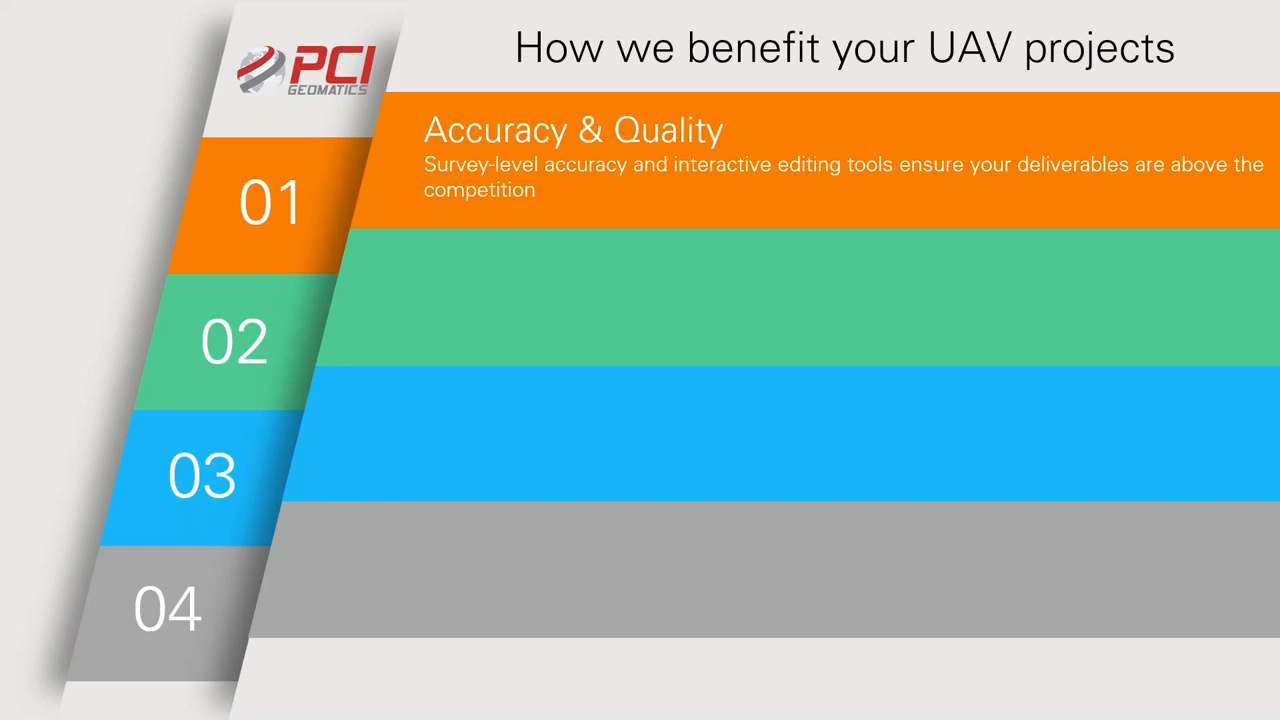 PCI
GEOMATICS
How we benefit your UAV projects
01
Accuracy & Quality
Survey-level accuracy and interactive editing tools ensure your deliverables are above the
competition
02
03
04